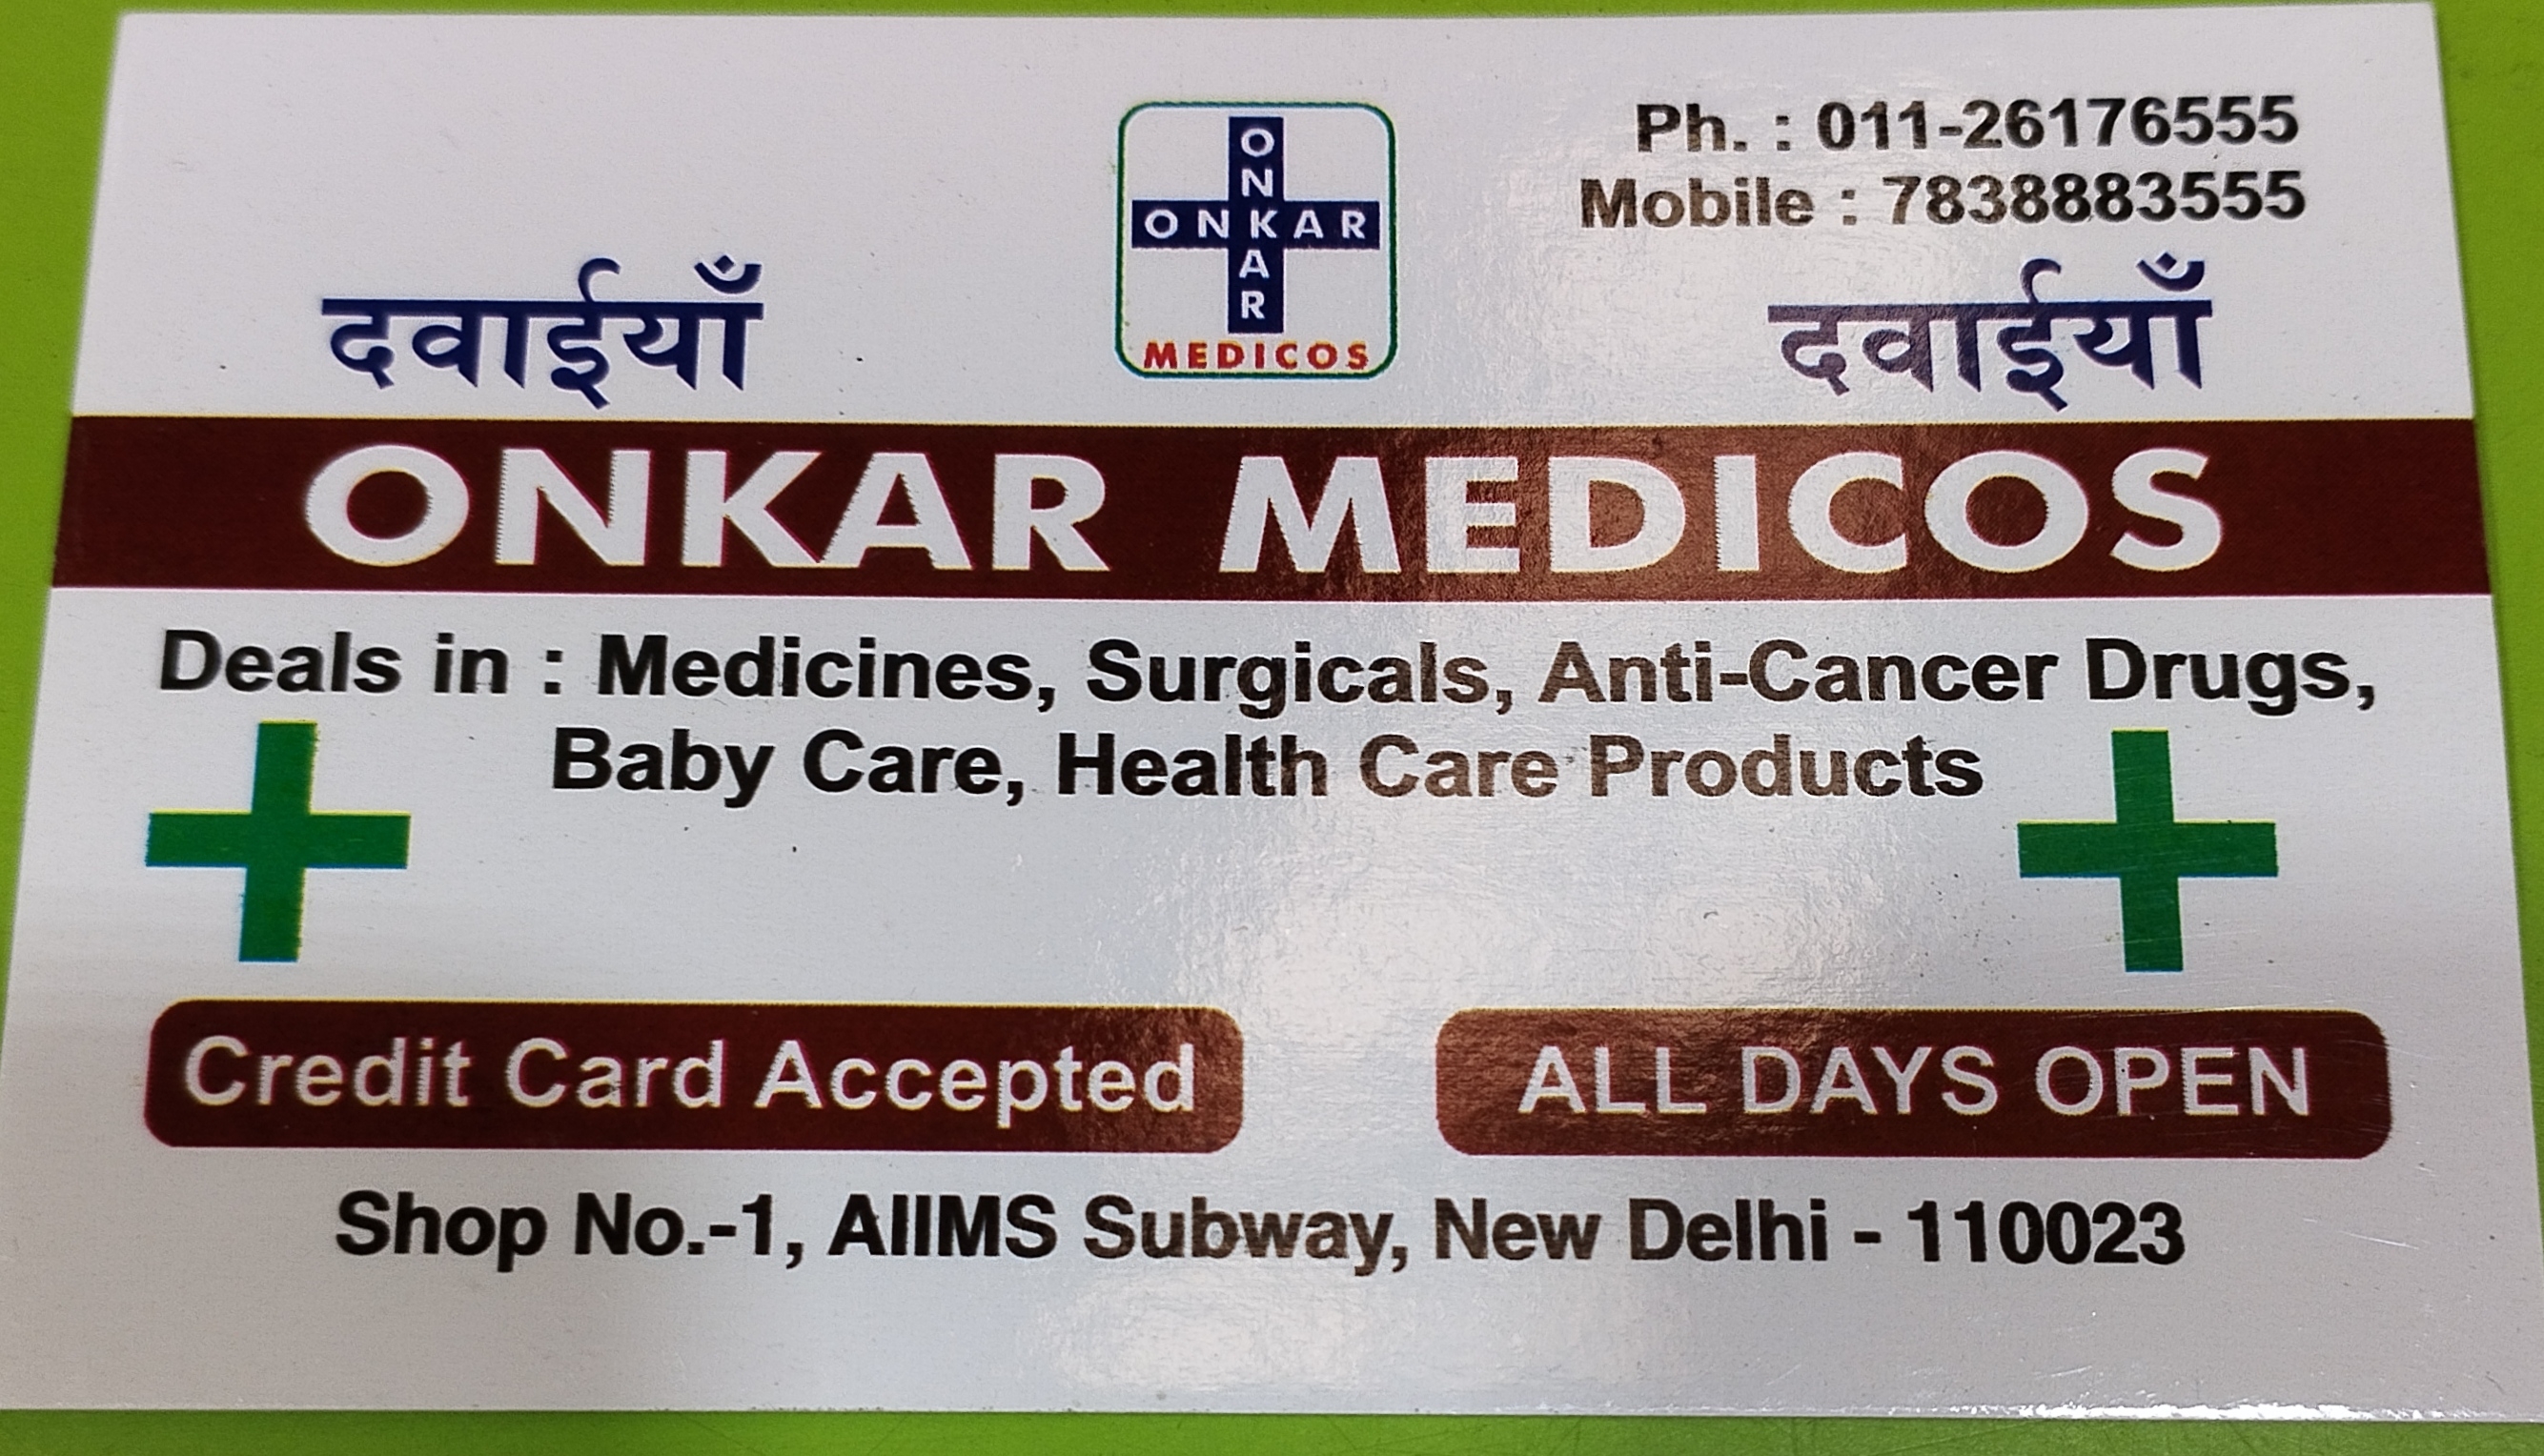 Ph. : 011-26176555
Mobile : 7838883555
ONKAR
ONKAR
MEDICOS
दवाईयाँ
दवाईयाँ
ONKAR MEDICOS
Deals in : Medicines, Surgicals, Anti-Cancer Drugs,
Baby Care, Health Care Products
Credit Card Accepted
ALL DAYS OPEN
Shop No.-1, AIIMS Subway, New Delhi - 110023